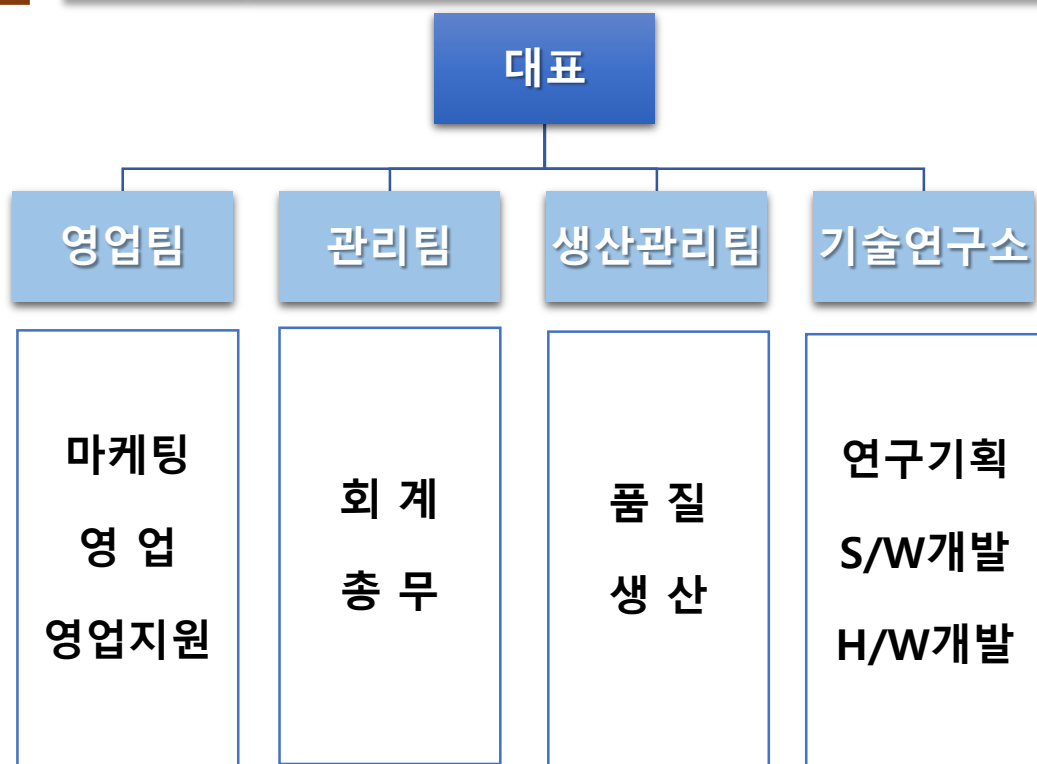 대표
영업팀
관리팀
생산관리팀
기술연구소
마케팅
영 업
영업지원
회 계
총 무
품 질
생 산
연구기획
S/W개발
H/W개발